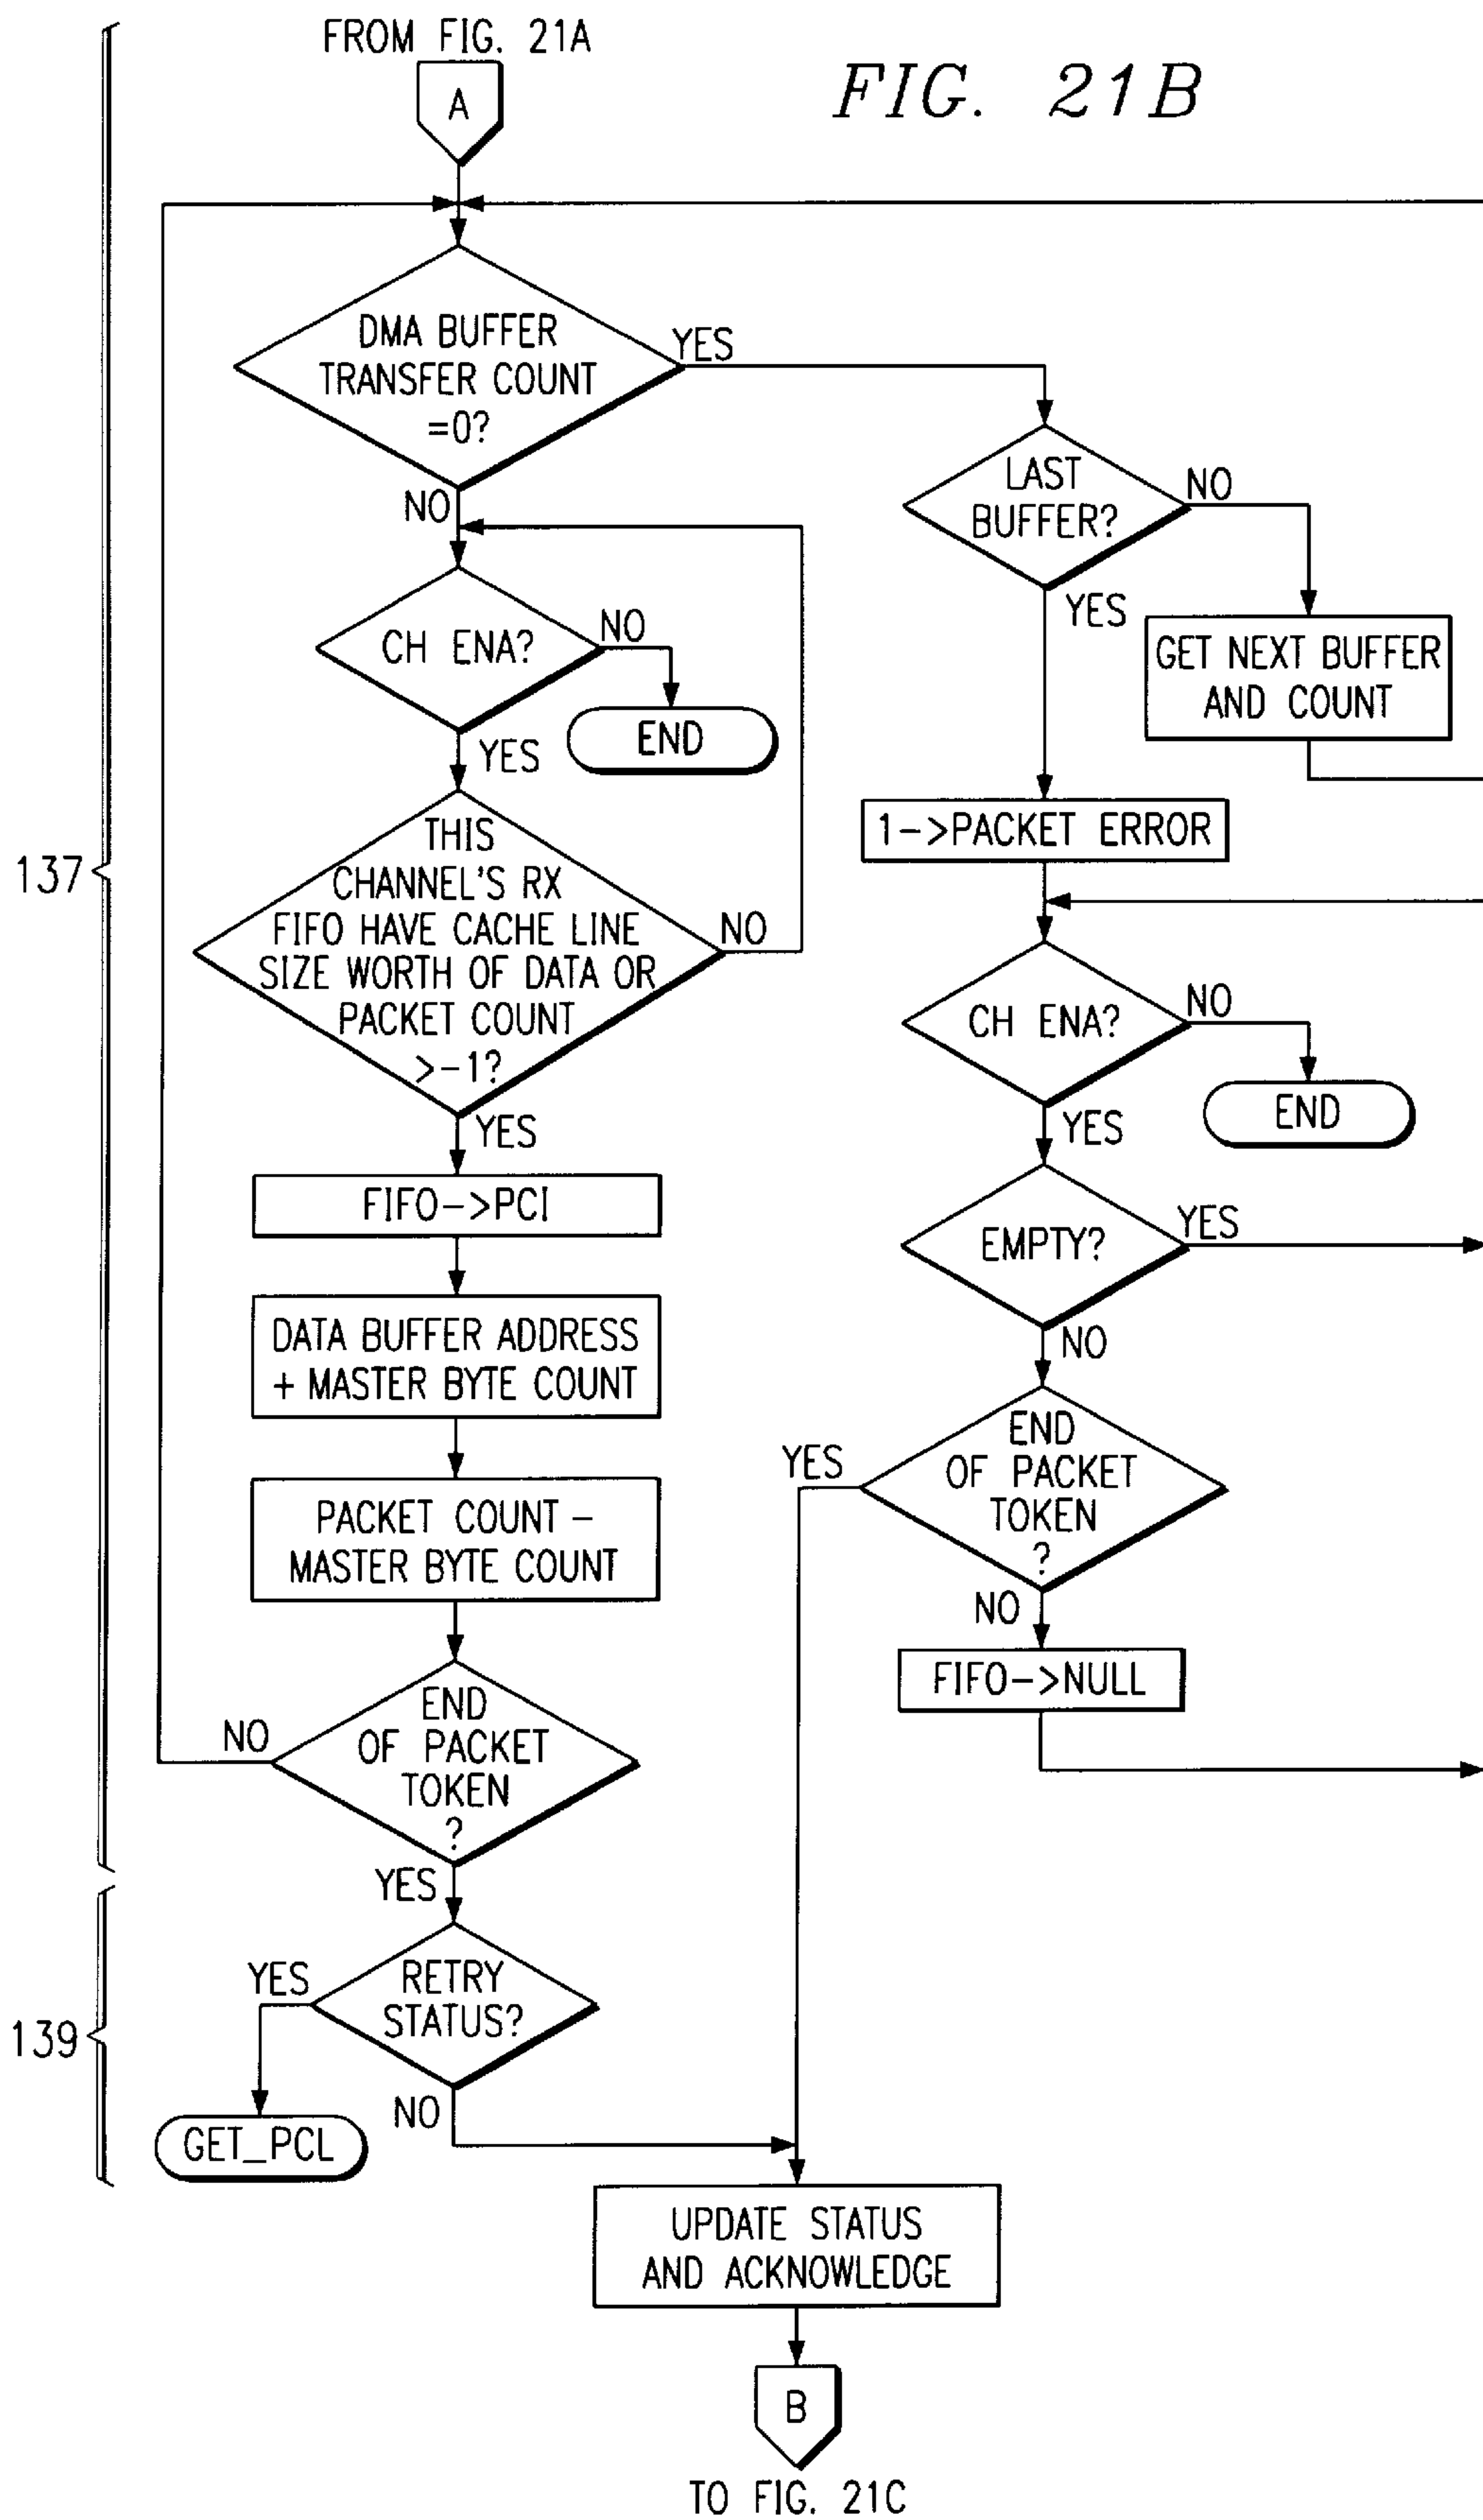 FROM FIG. 21A
FIG. 21B
A
DMA BUFFER
TRANSFER COUNT
=0?
YES
NO
LAST
BUFFER?
NO
YES
GET NEXT BUFFER
AND COUNT
CH ENA?
NO
END
YES
1->PACKET ERROR
137
THIS
CHANNEL'S RX
FIFO HAVE CACHE LINE
SIZE WORTH OF DATA OR
PACKET COUNT
>-1?
NO
YES
CH ENA?
NO
END
YES
FIFO->PCI
EMPTY?
YES
NO
DATA BUFFER ADDRESS
+ MASTER BYTE COUNT
END
OF PACKET
TOKEN
?
YES
NO
PACKET COUNT -
MASTER BYTE COUNT
FIFO->NULL
END
OF PACKET
TOKEN
?
NO
YES
139
RETRY
STATUS?
YES
NO
GET_PCL
UPDATE STATUS
AND ACKNOWLEDGE
B
TO FIG. 21C